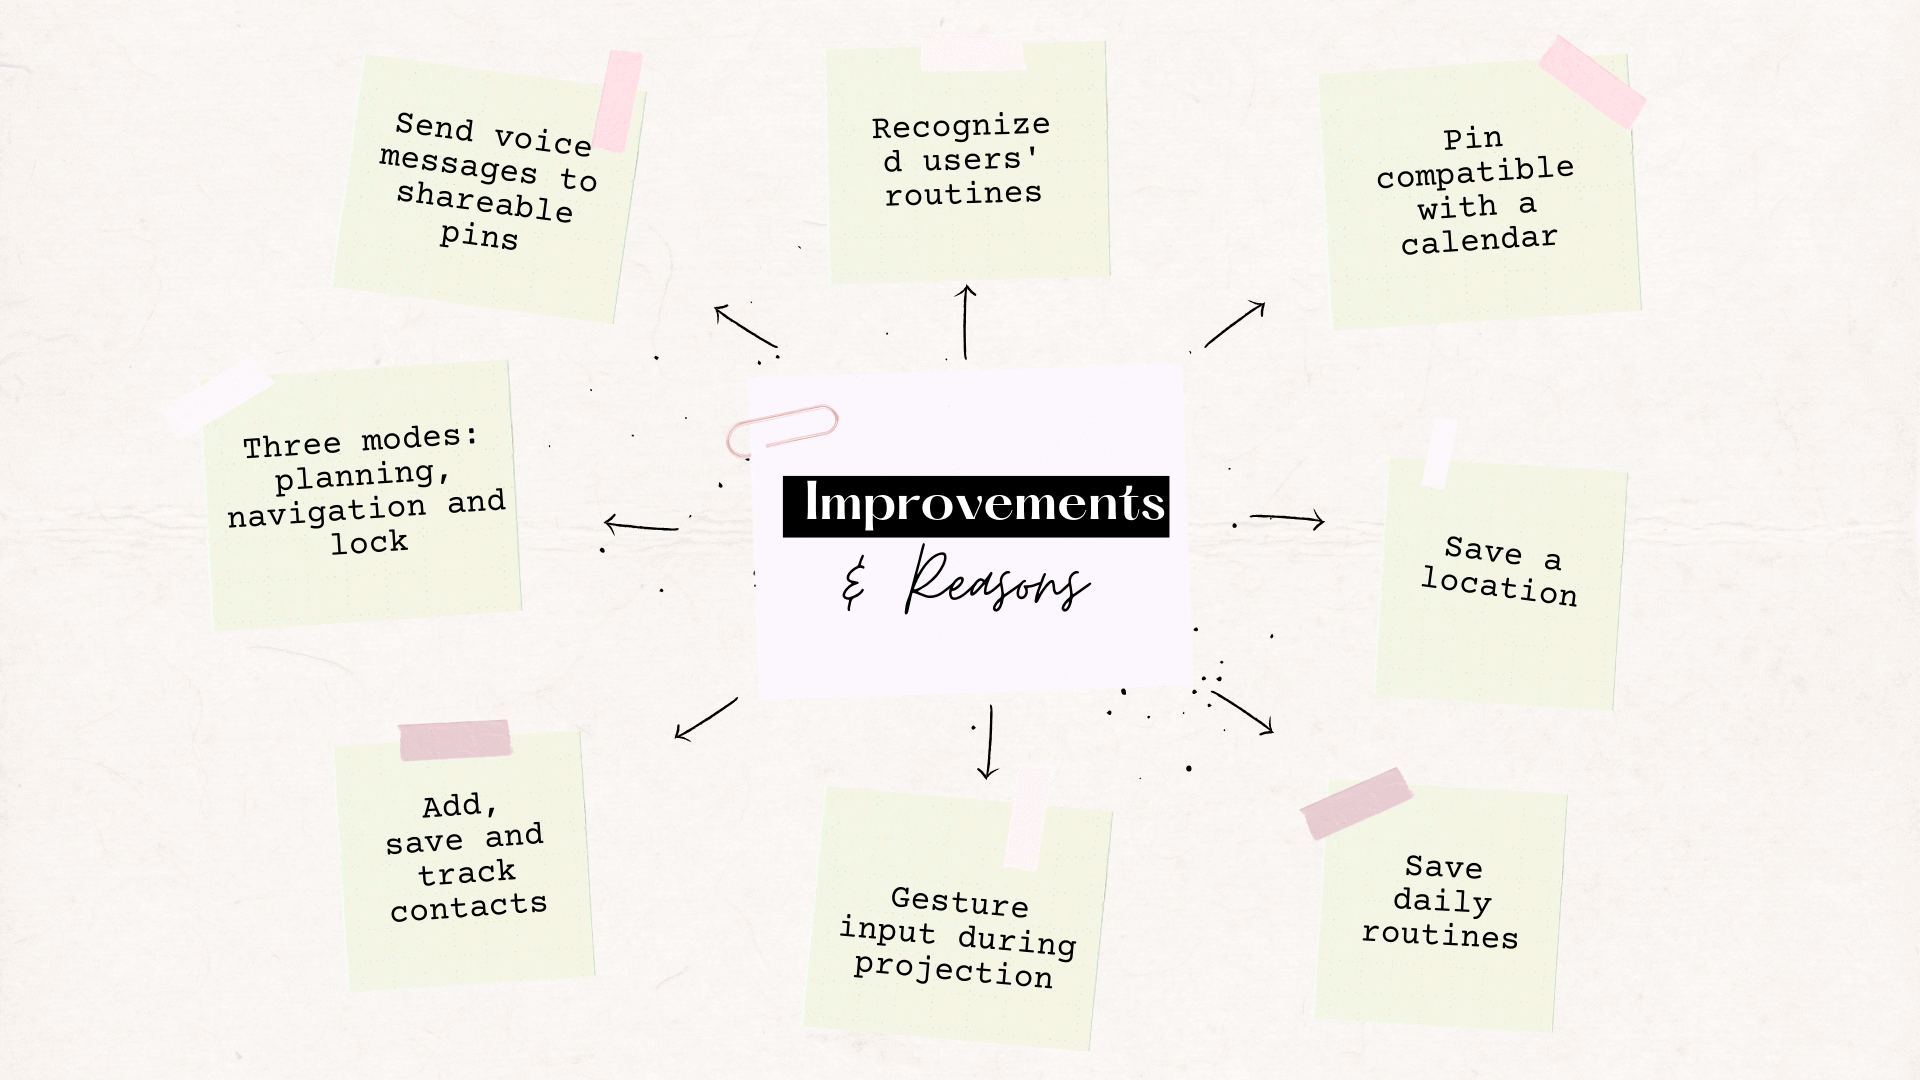 Send voice
messages to
shareable
pins
Recognize
d users'
routines
Pin
compatible
with a
calendar
Three modes:
planning,
navigation and
lock
Improvements
& Reasons
Save a
location
Add,
save and
track
contacts
Gesture
input during
projection
Save
daily
routines